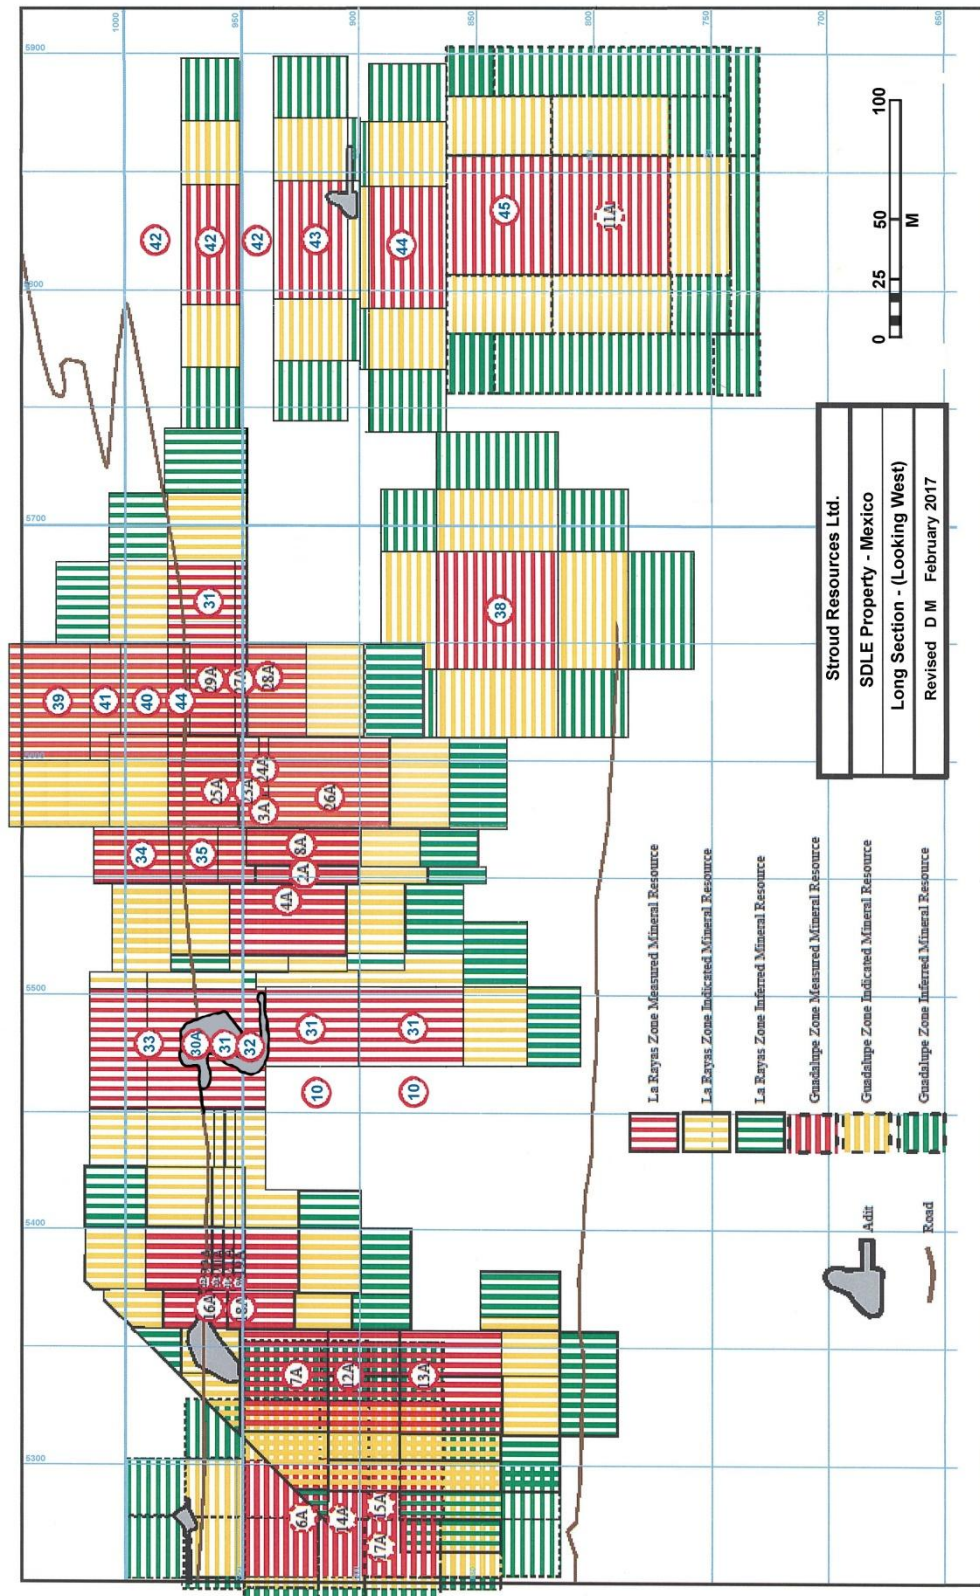 1000
950
900
850
800
750
700
650
5900
42
42
42
43
44
45
11A
0
25
50
100
M
5700
31
38
39
41
40
44
29A
27A
28A
25A
23A
24A
3A
26A
34
35
8A
2A
4A
5500
33
30A
31
32
31
31
10
10
5400
16A
18A
7A
12A
13A
5300
6A
14A
15A
17A
Stroud Resources Ltd.
SDLE Property - Mexico
Long Section - (Looking West)
Revised D M February 2017
La Rayas Zone Measured Mineral Resource
La Rayas Zone Indicated Mineral Resource
La Rayas Zone Inferred Mineral Resource
Guadalupe Zone Measured Mineral Resource
Guadalupe Zone Indicated Mineral Resource
Guadalupe Zone Inferred Mineral Resource
Adit
Road